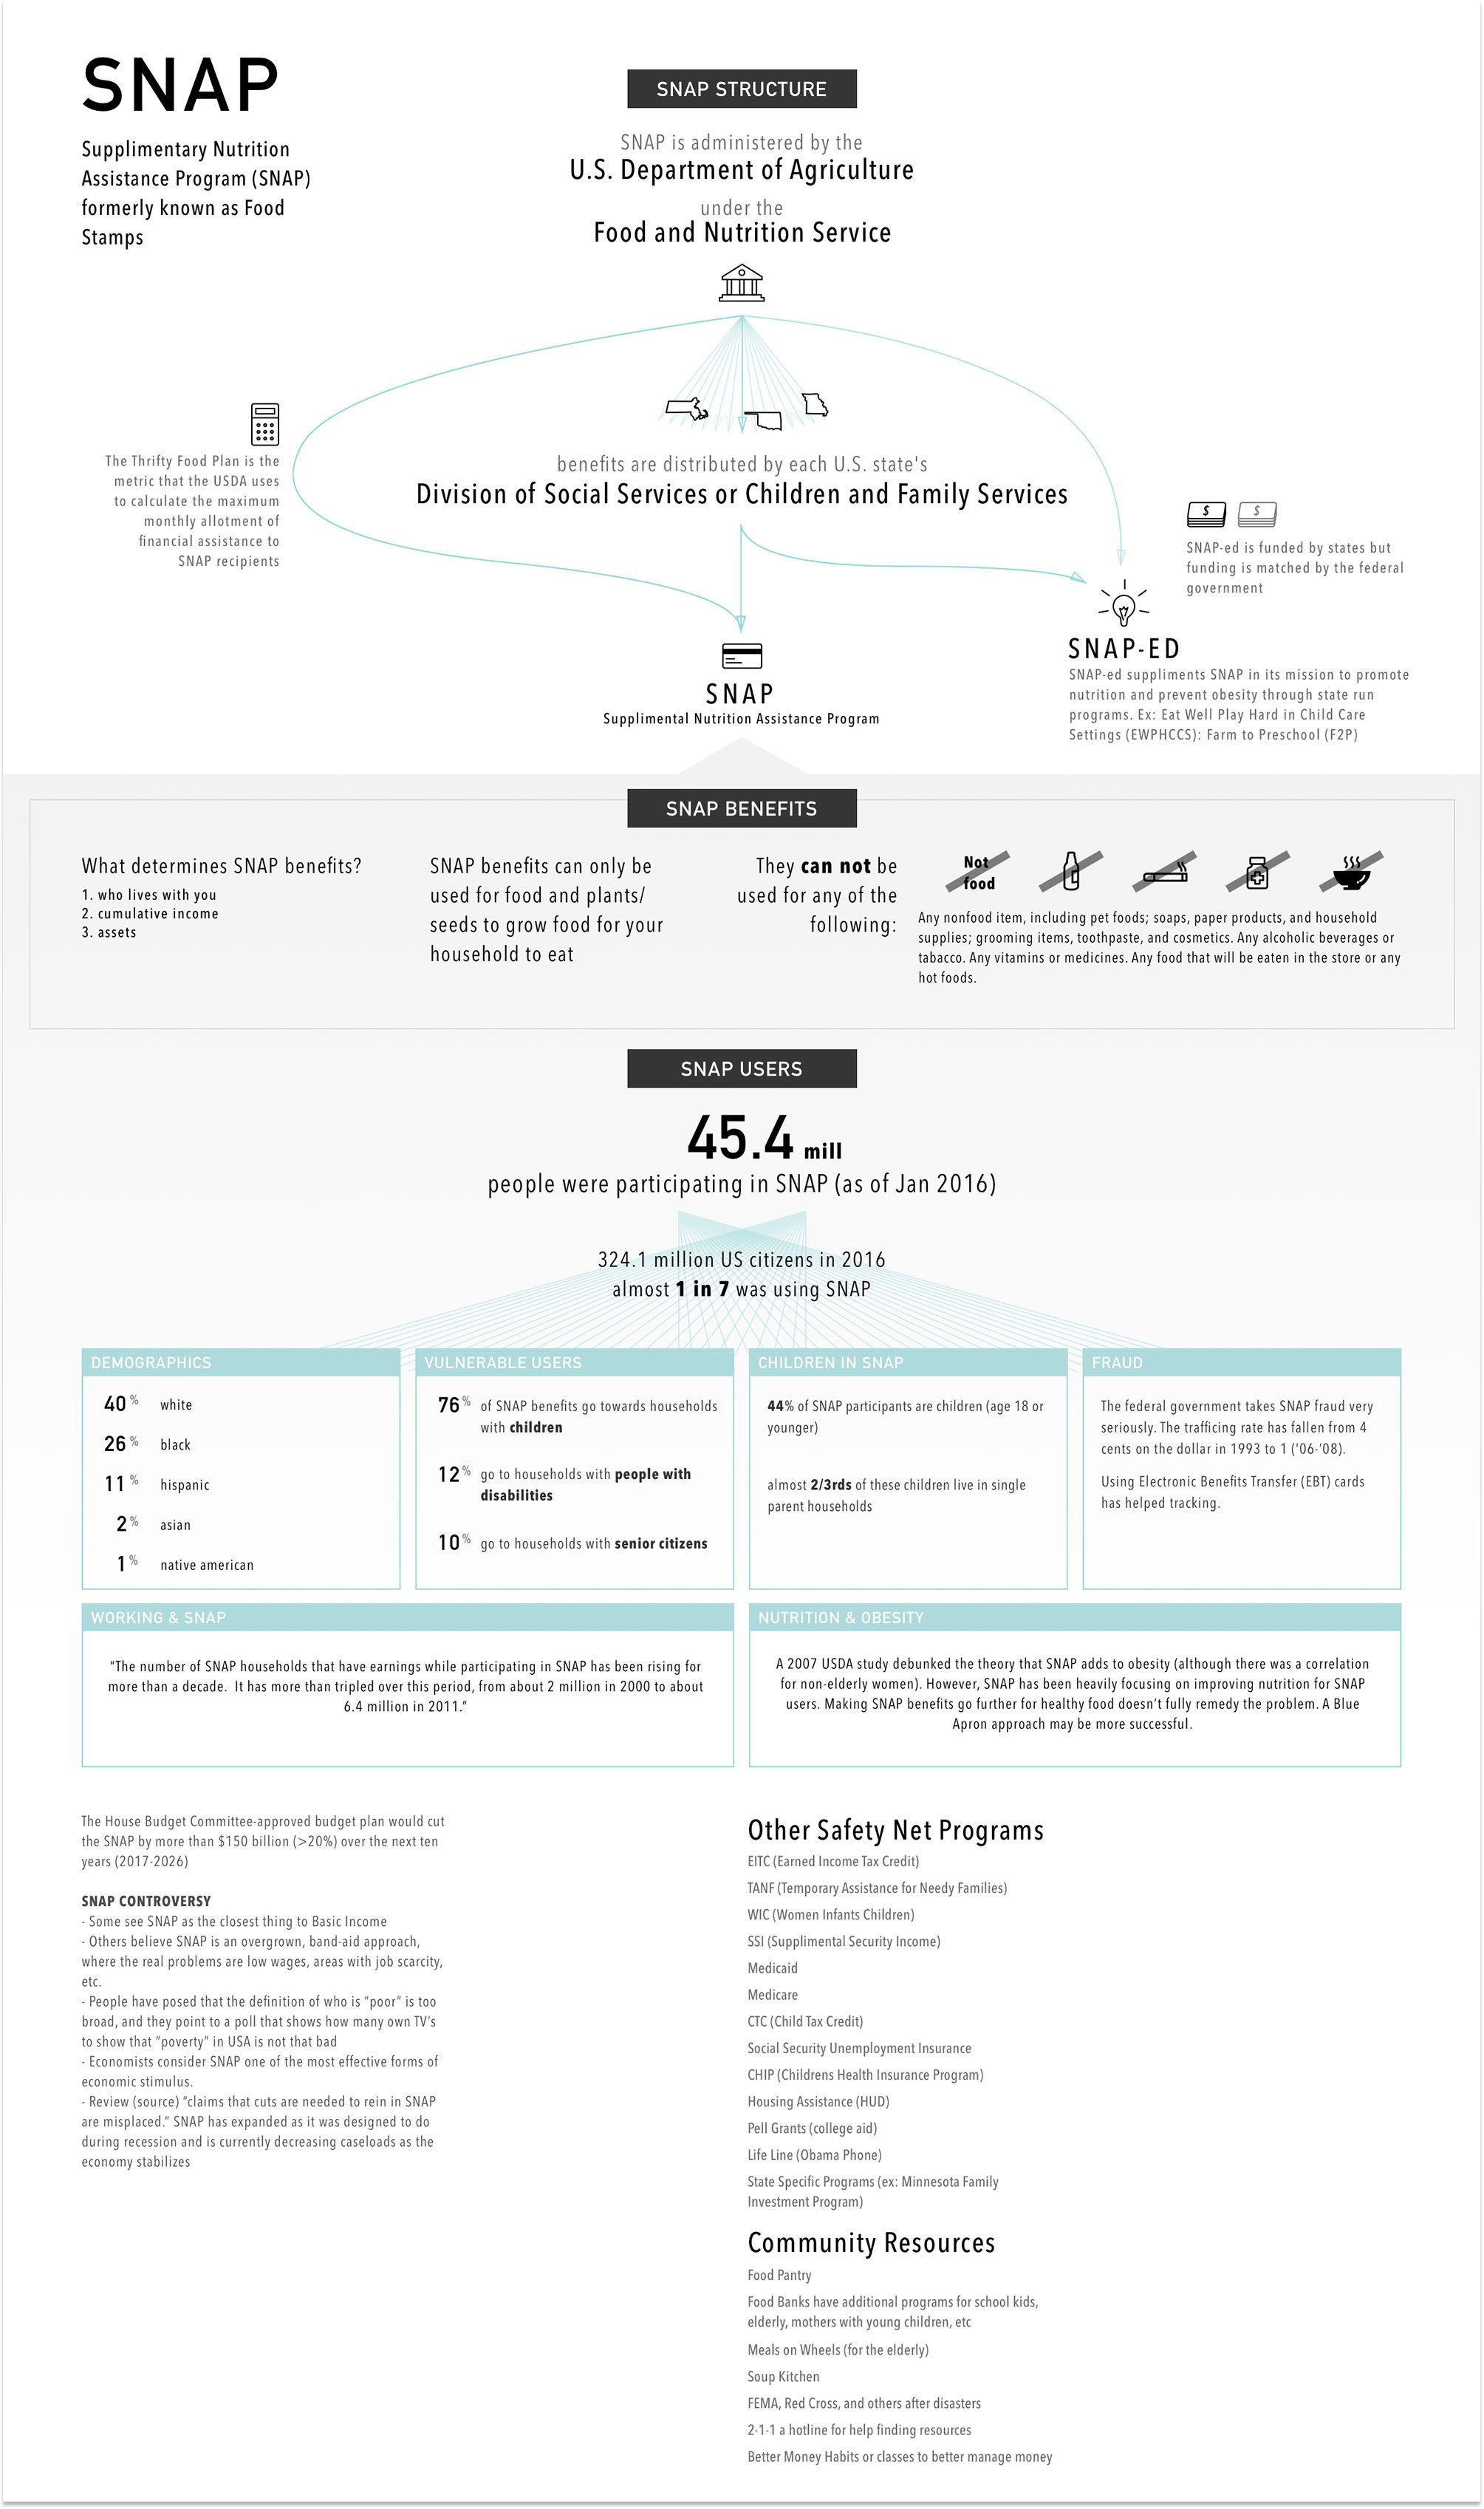 SNAP
Supplimentary Nutrition
Assistance Program (SNAP)
formerly known as Food
Stamps
SNAP STRUCTURE
SNAP is administered by the
U.S. Department of Agriculture
under the
Food and Nutrition Service
The Thrifty Food Plan is the
metric that the USDA uses
to calculate the maximum
monthly allotment of
financial assistance to
SNAP recipients
benefits are distributed by each U.S. state's
Division of Social Services or Children and Family Services
$ $
SNAP-ed is funded by states but
funding is matched by the federal
government
SNAP
Supplimental Nutrition Assistance Program
SNAP-ED
SNAP-ed suppliments SNAP in its mission to promote
nutrition and prevent obesity through state run
programs. Ex: Eat Well Play Hard in Child Care
Settings (EWPHCCS): Farm to Preschool (F2P)
SNAP BENEFITS
What determines SNAP benefits?
1. who lives with you
2. cumulative income
3. assets
SNAP benefits can only be
used for food and plants/
seeds to grow food for your
household to eat
They can not be
used for any of the
following:
Not
food
Any nonfood item, including pet foods; soaps, paper products, and household
supplies; grooming items, toothpaste, and cosmetics. Any alcoholic beverages or
tabacco. Any vitamins or medicines. Any food that will be eaten in the store or any
hot foods.
SNAP USERS
45.4 mill
people were participating in SNAP (as of Jan 2016)
324.1 million US citizens in 2016
almost 1 in 7 was using SNAP
DEMOGRAPHICS
40% white
26% black
11% hispanic
2% asian
1% native american
VULNERABLE USERS
76% of SNAP benefits go towards households
with children
12% go to households with people with
disabilities
10% go to households with senior citizens
CHILDREN IN SNAP
44% of SNAP participants are children (age 18 or
younger)
almost 2/3rds of these children live in single
parent households
FRAUD
The federal government takes SNAP fraud very
seriously. The trafficing rate has fallen from 4
cents on the dollar in 1993 to 1 ('06-'08).
Using Electronic Benefits Transfer (EBT) cards
has helped tracking.
WORKING & SNAP
"The number of SNAP households that have earnings while participating in SNAP has been rising for
more than a decade. It has more than tripled over this period, from about 2 million in 2000 to about
6.4 million in 2011."
NUTRITION & OBESITY
A 2007 USDA study debunked the theory that SNAP adds to obesity (although there was a correlation
for non-elderly women). However, SNAP has been heavily focusing on improving nutrition for SNAP
users. Making SNAP benefits go further for healthy food doesn't fully remedy the problem. A Blue
Apron approach may be more successful.
The House Budget Committee-approved budget plan would cut
the SNAP by more than $150 billion (>20%) over the next ten
years (2017-2026)
SNAP CONTROVERSY
- Some see SNAP as the closest thing to Basic Income
- Others believe SNAP is an overgrown, band-aid approach,
where the real problems are low wages, areas with job scarcity,
etc.
- People have posed that the definition of who is "poor" is too
broad, and they point to a poll that shows how many own TV's
to show that "poverty" in USA is not that bad
- Economists consider SNAP one of the most effective forms of
economic stimulus.
- Review (source) "claims that cuts are needed to rein in SNAP
are misplaced." SNAP has expanded as it was designed to do
during recession and is currently decreasing caseloads as the
economy stabilizes
Other Safety Net Programs
EITC (Earned Income Tax Credit)
TANF (Temporary Assistance for Needy Families)
WIC (Women Infants Children)
SSI (Supplimental Security Income)
Medicaid
Medicare
CTC (Child Tax Credit)
Social Security Unemployment Insurance
CHIP (Childrens Health Insurance Program)
Housing Assistance (HUD)
Pell Grants (college aid)
Life Line (Obama Phone)
State Specific Programs (ex: Minnesota Family
Investment Program)
Community Resources
Food Pantry
Food Banks have additional programs for school kids,
elderly, mothers with young children, etc
Meals on Wheels (for the elderly)
Soup Kitchen
FEMA, Red Cross, and others after disasters
2-1-1 a hotline for help finding resources
Better Money Habits or classes to better manage money